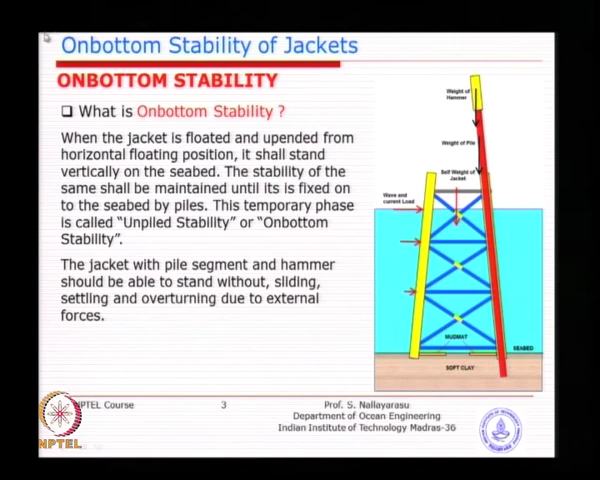 Onbottom Stability of Jackets
ONBOTTOM STABILITY
What is Onbottom Stability ?
When the jacket is floated and upended from
horizontal floating position, it shall stand
vertically on the seabed. The stability of
the same shall be maintained until its is fixed on
to the seabed by piles. This temporary phase
is called "Unpiled Stability" or "Onbottom
Stability".
The jacket with pile segment and hammer
should be able to stand without, sliding,
settling and overturning due to external
forces.
Weight of
Hammer
Weight of Pile
Self Weight of
Jacket
Wave and
current Load
MUDMAT
SEABED
SOFT CLAY
NPTEL Course
3
Prof. S. Nallayarasu
Department of Ocean Engineering
Indian Institute of Technology Madras-36
NPTEL